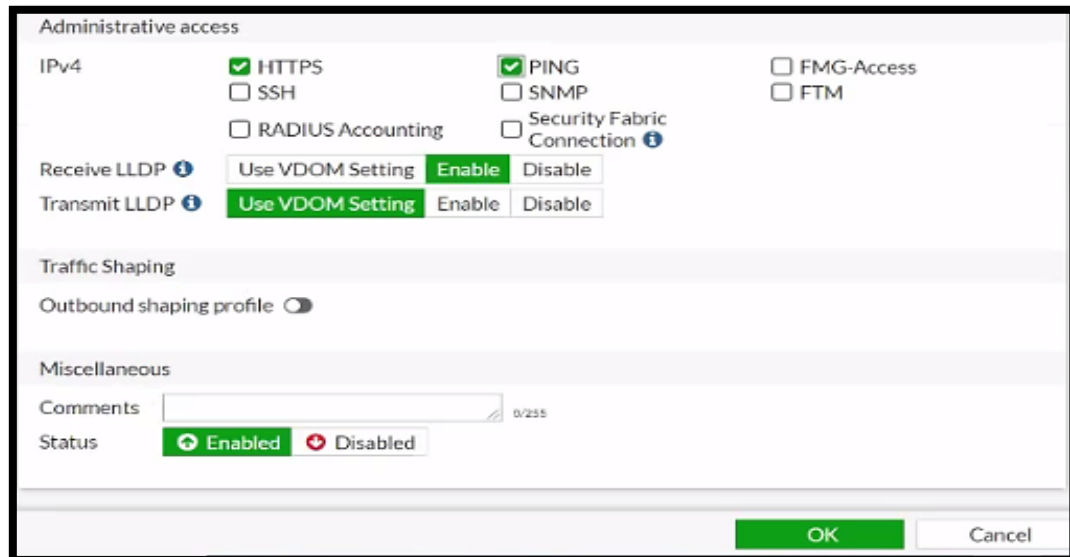 Administrative access
IPv4 HTTPS PING FMG-Access
SSH SNMP FTM
RADIUS Accounting Security Fabric Connection
Receive LLDP Use VDOM Setting Enable Disable
Transmit LLDP Use VDOM Setting Enable Disable
Traffic Shaping
Outbound shaping profile
Miscellaneous
Comments 0/255
Status Enabled Disabled
OK Cancel